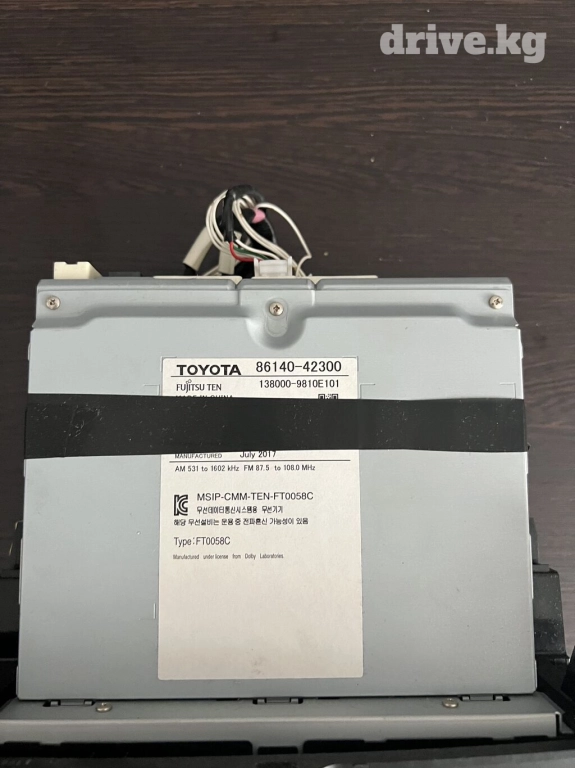 drive.kg
TOYOTA 86140-42300
FUJITSU TEN 138000-9810E101
MADE IN CHINA
MANUFACTURED July 2017
AM 531 to 1602 kHz FM 87.5 to 108.0 MHz
MSIP-CMM-TEN-FT0058C
무선데이터통신시스템용 무선기기
해당 무선설비는 운용 중 전파혼신 가능성이 있음
Type:FT0058C
Manufactured under license from Dolby Laboratories.